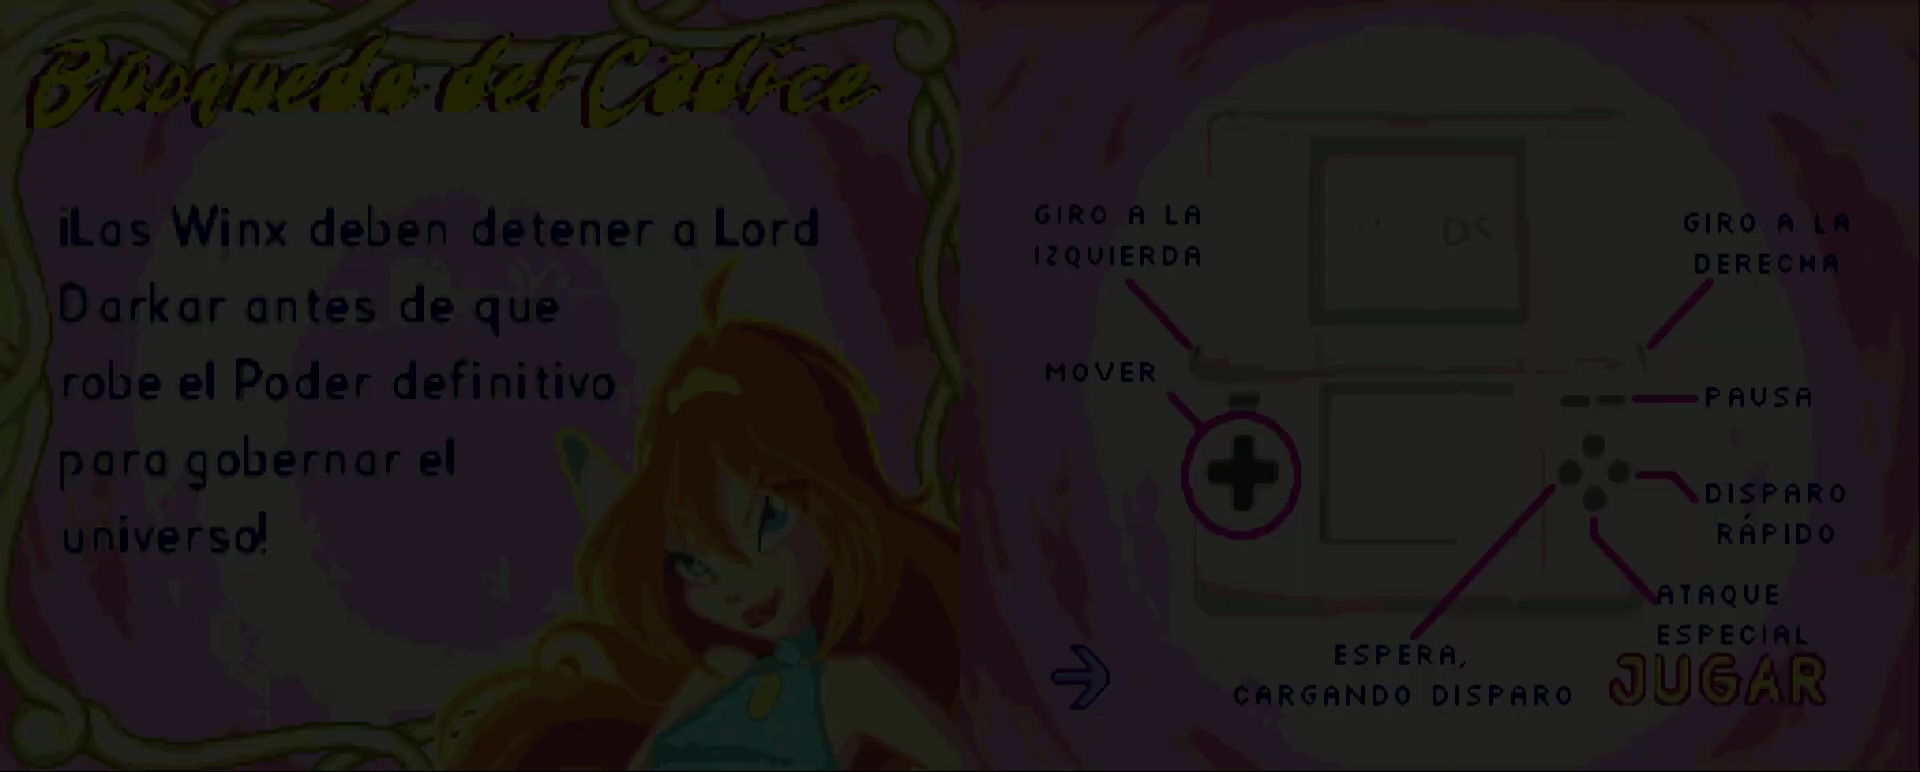 Búsqueda del Códice
¡Las Winx deben detener a Lord
Darkar antes de que
robe el Poder definitivo
para gobernar el
universo!
GIRO A LA
IZQUIERDA
GIRO A LA
DERECHA
DS
MOVER
PAUSA
DISPARO
RÁPIDO
ATAQUE
ESPECIAL
ESPERA,
CARGANDO DISPARO
JUGAR